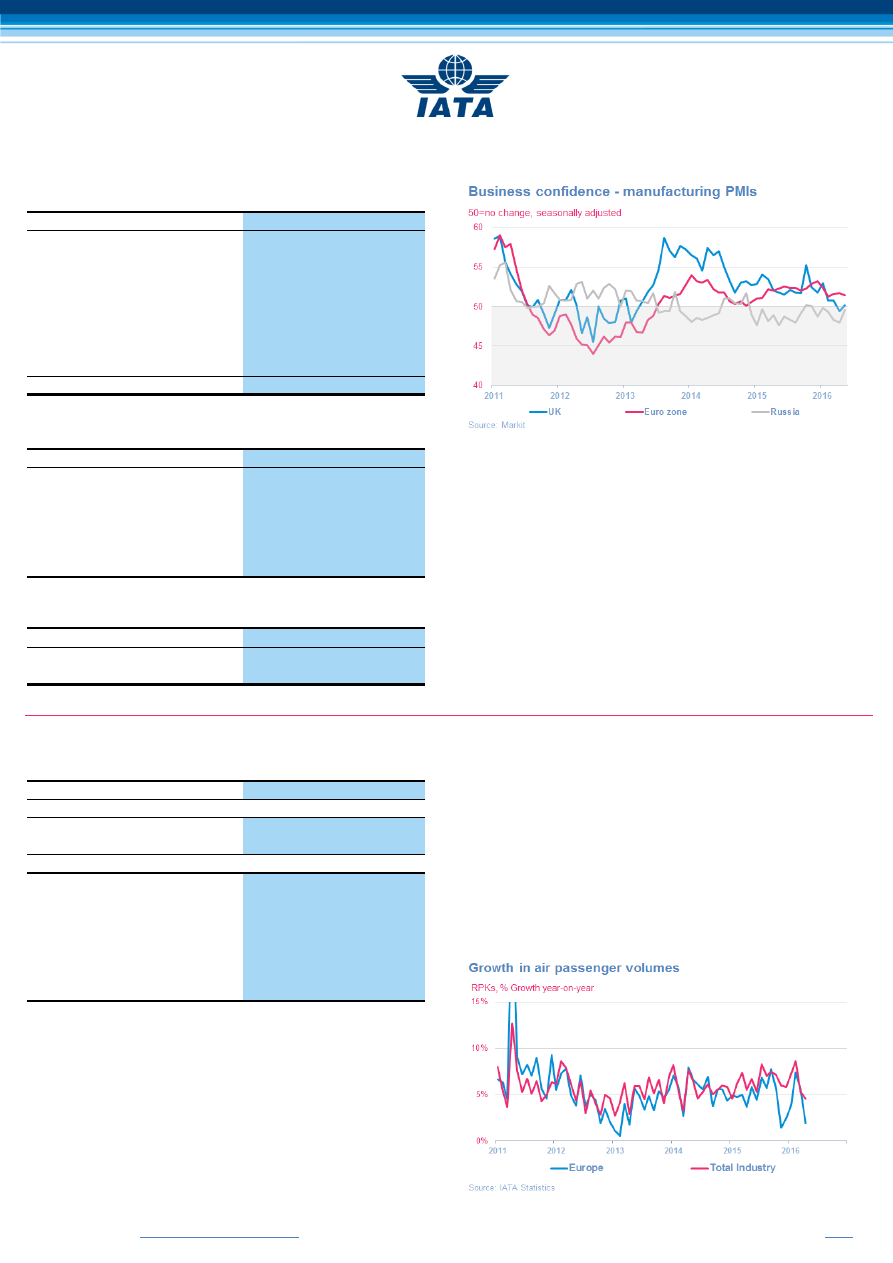 IATA
Business confidence - manufacturing PMIs
50=no change, seasonally adjusted
60
55
50
45
40
2011 2012 2013 2014 2015 2016
UK Euro zone Russia
Source: Markit
Growth in air passenger volumes
RPKs, % Growth year-on-year
15%
10%
5%
0%
2011 2012 2013 2014 2015 2016
Europe Total Industry
Source: IATA Statistics